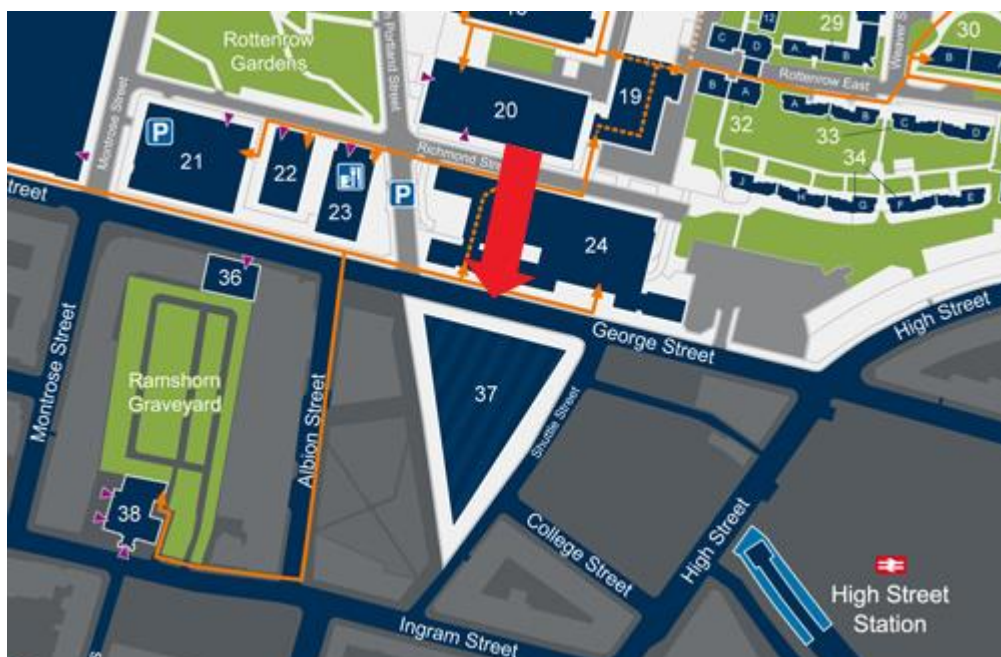 12
29
30
C
D
A
B
B
Weaver S
Rottenrow
Gardens
Portland Street
Rottenrow East
20
19
B
A
32
A
B
C
D
33
34
Montrose Street
P
21
22
23
P
Richmond Str
J
H
G
F
E
24
Street
36
George Street
High Street
Montrose Street
Ramshorn
Graveyard
Albion Street
37
Shuttle Street
38
College Street
High Street
High Street
Station
Ingram Street